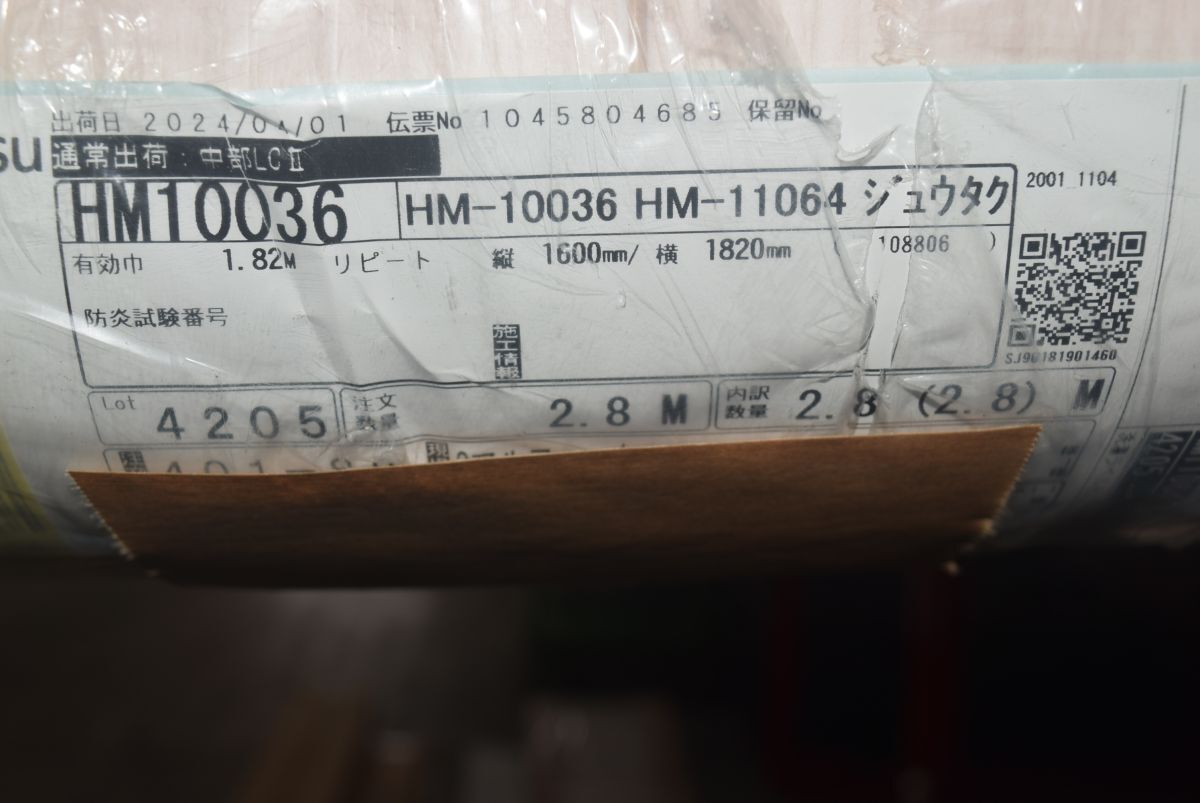 出荷日 2024/04/01 伝票No 1045804685 保留No
su 通常出荷：中部LCⅡ
HM10036 HM-10036 HM-11064 ジュウタク 2001 1104
有効巾 1.82M リピート 縦 1600mm/ 横 1820mm ( 108806 )
防炎試験番号
施工情報
SJ90181901460
Lot 4205 注文数量 2.8 M 内訳数量 2.8 (2.8) M